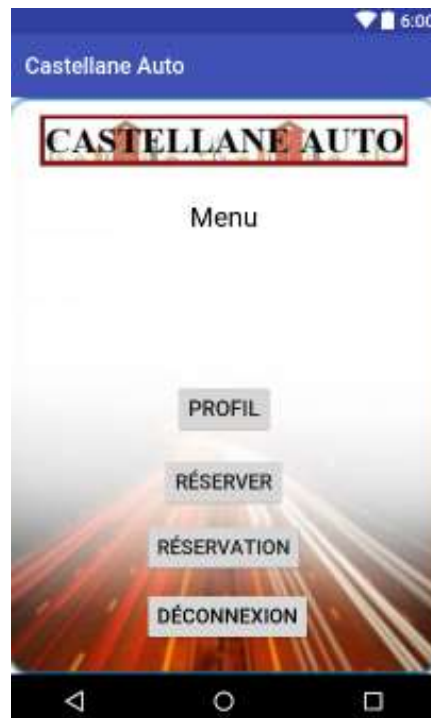 6:00
Castellane Auto
CASTELLANE AUTO
Menu
PROFIL
RÉSERVER
RÉSERVATION
DÉCONNEXION